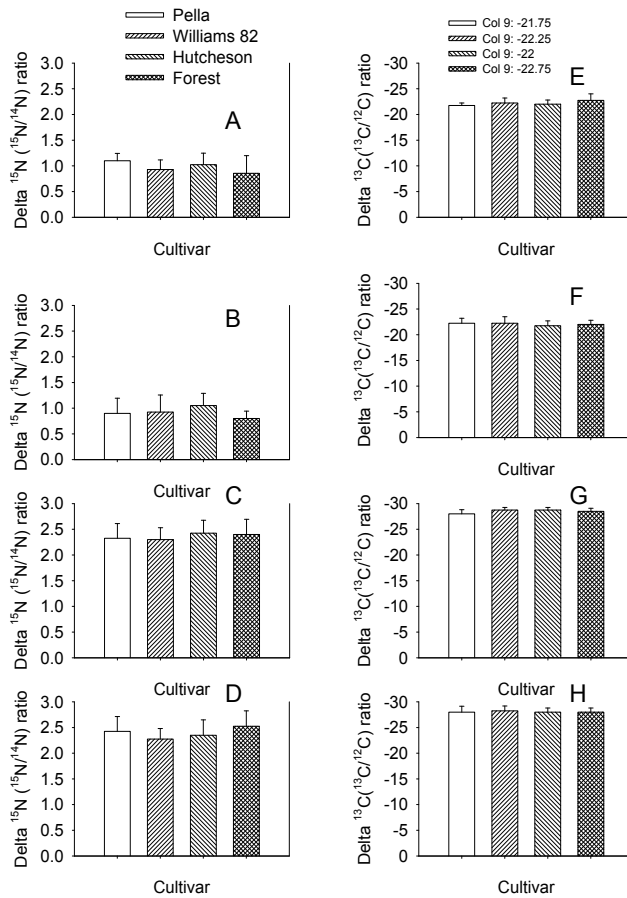 Pella
Williams 82
Hutcheson
Forest
A
Delta ¹⁵N (¹⁵N/¹⁴N) ratio
3.0
2.5
2.0
1.5
1.0
0.5
0.0
Cultivar
B
Delta ¹⁵N (¹⁵N/¹⁴N) ratio
3.0
2.5
2.0
1.5
1.0
0.5
0.0
Cultivar
C
Delta ¹⁵N (¹⁵N/¹⁴N) ratio
3.0
2.5
2.0
1.5
1.0
0.5
0.0
Cultivar
D
Delta ¹⁵N (¹⁵N/¹⁴N) ratio
3.0
2.5
2.0
1.5
1.0
0.5
0.0
Cultivar
Col 9: -21.75
Col 9: -22.25
Col 9: -22
Col 9: -22.75
E
Delta ¹³C(¹³C/¹²C) ratio
-30
-25
-20
-15
-10
-5
0
Cultivar
F
Delta ¹³C(¹³C/¹²C) ratio
-30
-25
-20
-15
-10
-5
0
Cultivar
G
Delta ¹³C(¹³C/¹²C) ratio
-30
-25
-20
-15
-10
-5
0
Cultivar
H
Delta ¹³C(¹³C/¹²C) ratio
-30
-25
-20
-15
-10
-5
0
Cultivar